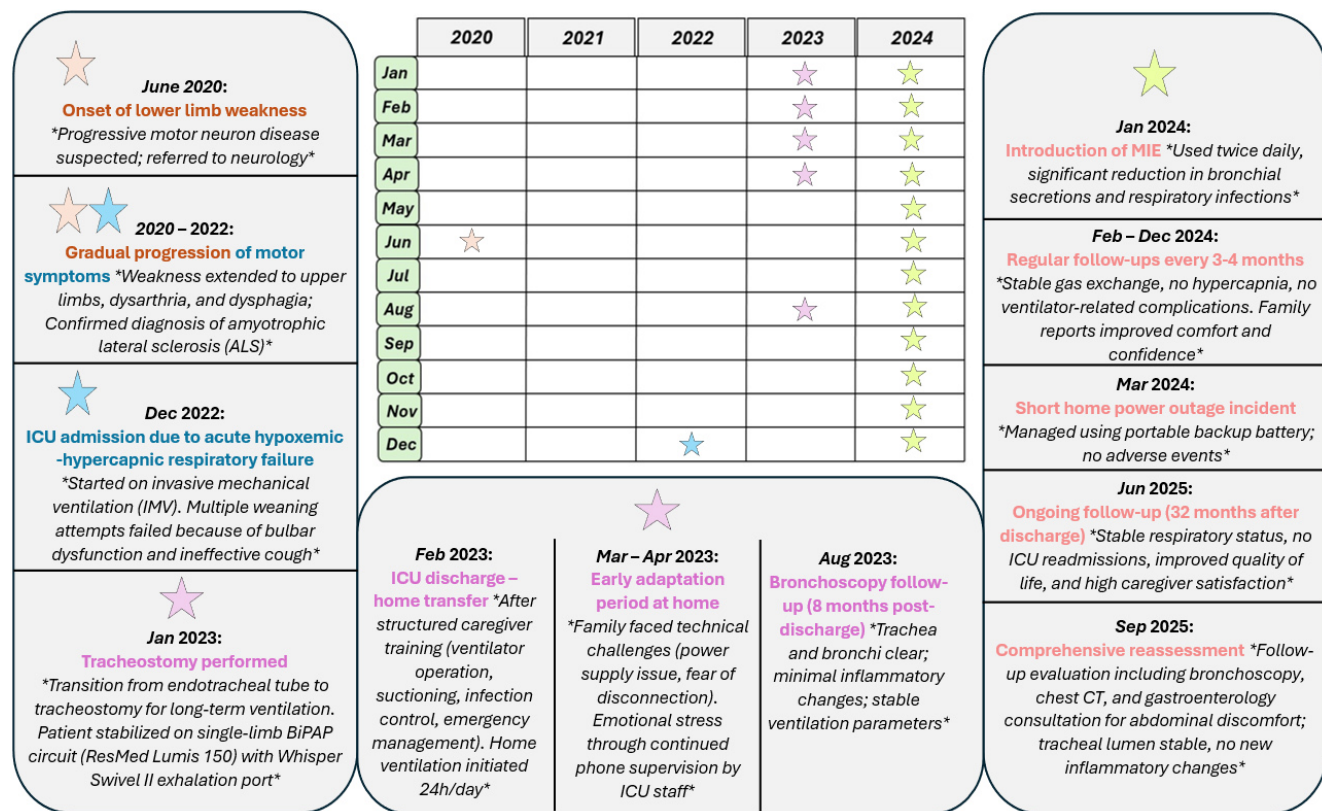 June 2020:
Onset of lower limb weakness
*Progressive motor neuron disease
suspected; referred to neurology*
2020 – 2022:
Gradual progression of motor
symptoms *Weakness extended to upper
limbs, dysarthria, and dysphagia;
Confirmed diagnosis of amyotrophic
lateral sclerosis (ALS)*
Dec 2022:
ICU admission due to acute hypoxemic
-hypercapnic respiratory failure
*Started on invasive mechanical
ventilation (IMV). Multiple weaning
attempts failed because of bulbar
dysfunction and ineffective cough*
Jan 2023:
Tracheostomy performed
*Transition from endotracheal tube to
tracheostomy for long-term ventilation.
Patient stabilized on single-limb BiPAP
circuit (ResMed Lumis 150) with Whisper
Swivel II exhalation port*
2020 2021 2022 2023 2024
Jan
Feb
Mar
Apr
May
Jun
Jul
Aug
Sep
Oct
Nov
Dec
Feb 2023:
ICU discharge –
home transfer *After
structured caregiver
training (ventilator
operation,
suctioning, infection
control, emergency
management). Home
ventilation initiated
24h/day*
Mar – Apr 2023:
Early adaptation
period at home
*Family faced technical
challenges (power
supply issue, fear of
disconnection).
Emotional stress
through continued
phone supervision by
ICU staff*
Aug 2023:
Bronchoscopy follow-
up (8 months post-
discharge) *Trachea
and bronchi clear;
minimal inflammatory
changes; stable
ventilation parameters*
Jan 2024:
Introduction of MIE *Used twice daily,
significant reduction in bronchial
secretions and respiratory infections*
Feb – Dec 2024:
Regular follow-ups every 3-4 months
*Stable gas exchange, no hypercapnia, no
ventilator-related complications. Family
reports improved comfort and
confidence*
Mar 2024:
Short home power outage incident
*Managed using portable backup battery;
no adverse events*
Jun 2025:
Ongoing follow-up (32 months after
discharge) *Stable respiratory status, no
ICU readmissions, improved quality of
life, and high caregiver satisfaction*
Sep 2025:
Comprehensive reassessment *Follow-
up evaluation including bronchoscopy,
chest CT, and gastroenterology
consultation for abdominal discomfort;
tracheal lumen stable, no new
inflammatory changes*